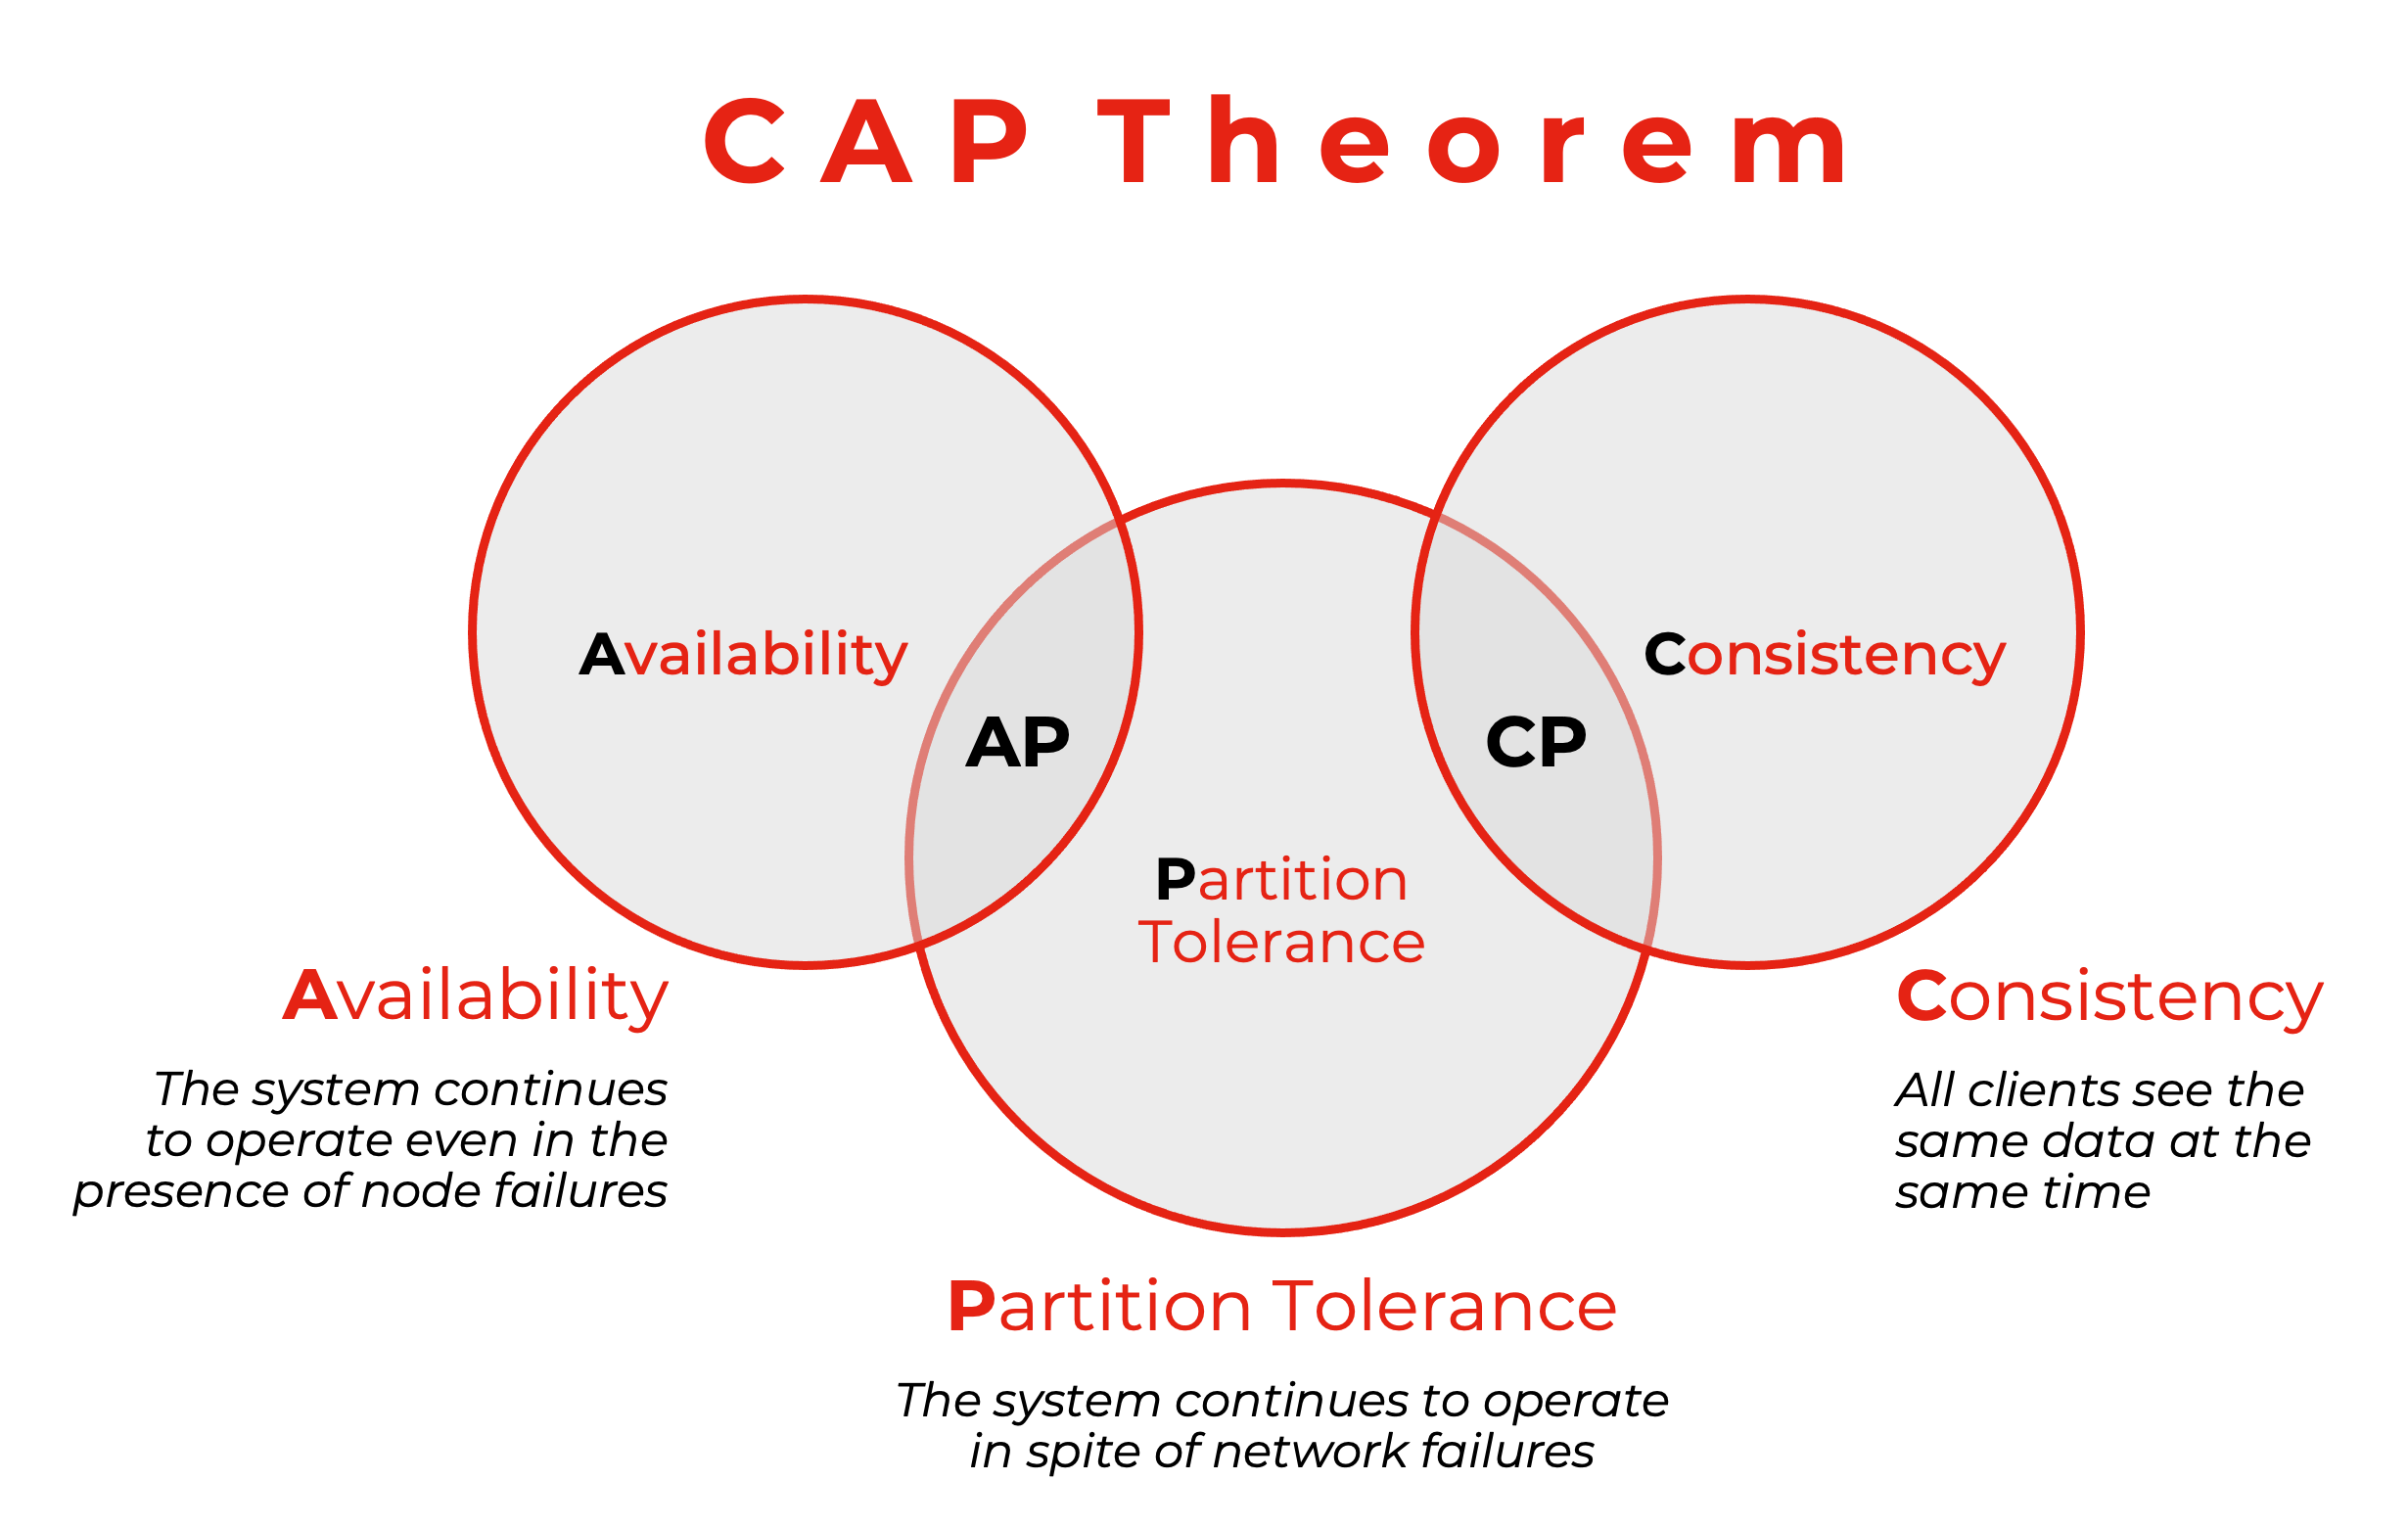 CAP Theorem
Availability
Consistency
AP
CP
Partition
Tolerance
Availability
The system continues
to operate even in the
presence of node failures
Consistency
All clients see the
same data at the
same time
Partition Tolerance
The system continues to operate
in spite of network failures